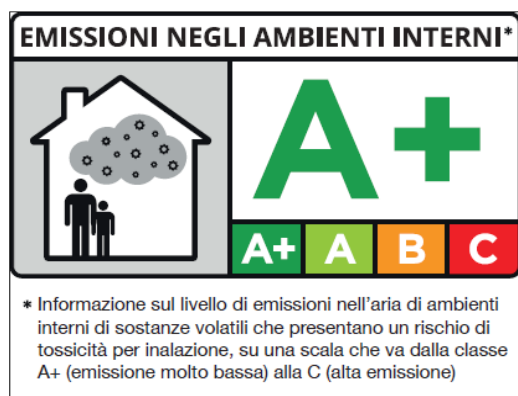 EMISSIONI NEGLI AMBIENTI INTERNI*
A+
A+ A B C
* Informazione sul livello di emissioni nell'aria di ambienti
interni di sostanze volatili che presentano un rischio di
tossicità per inalazione, su una scala che va dalla classe
A+ (emissione molto bassa) alla C (alta emissione)